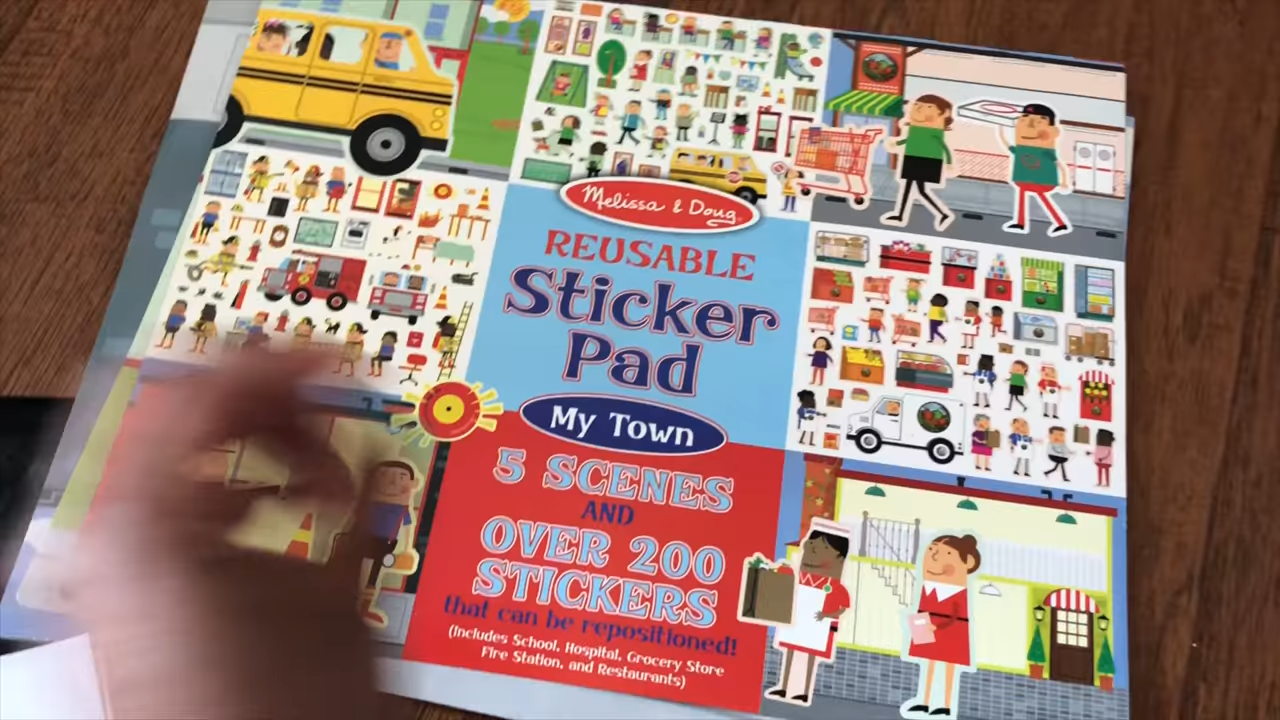 Melissa & Doug
REUSABLE
Sticker
Pad
My Town
5 SCENES
AND
OVER 200
STICKERS
that can be repositioned!
(Includes School, Hospital, Grocery Store
Fire Station, and Restaurants)